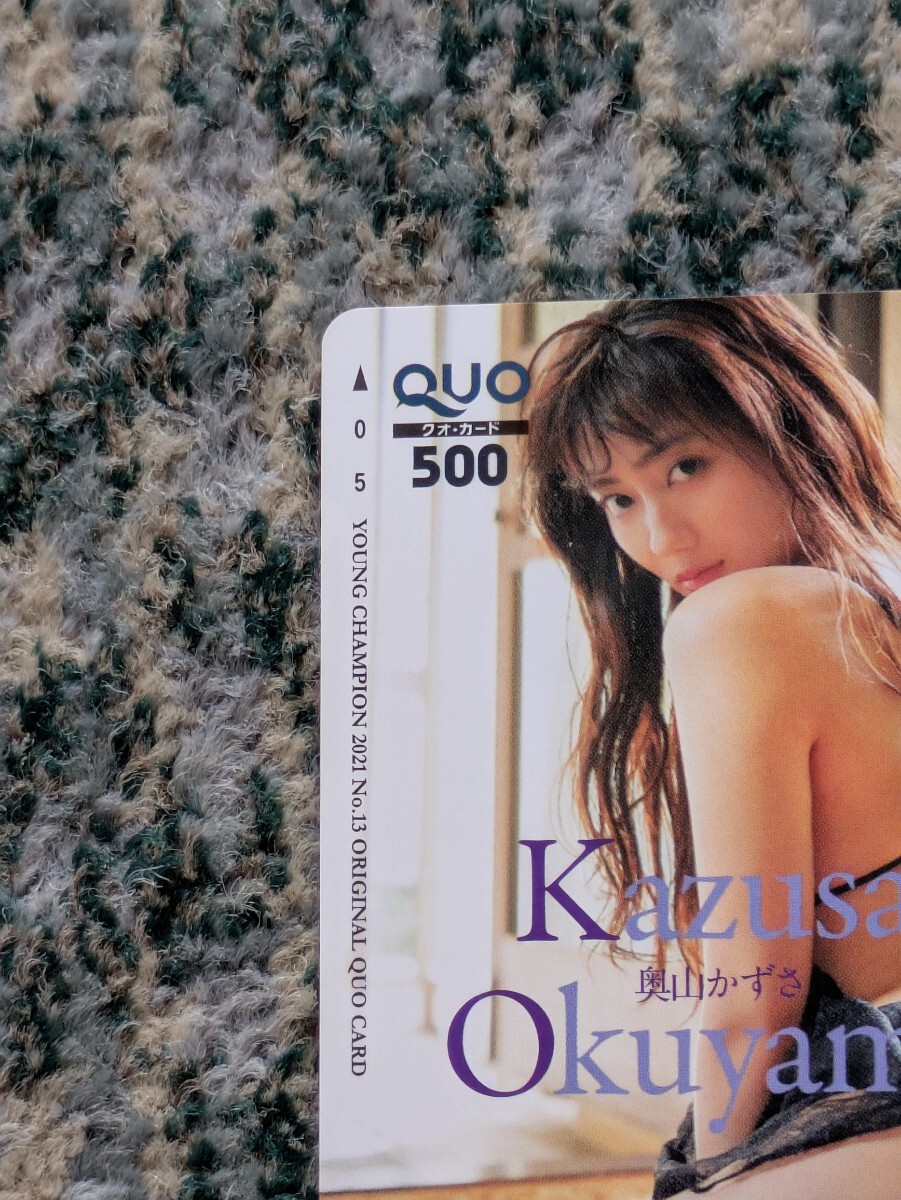 QUO
クオ・カード
500
0
5
YOUNG CHAMPION 2021 No.13 ORIGINAL QUO CARD
Kazusa
奥山かずさ
Okuyam